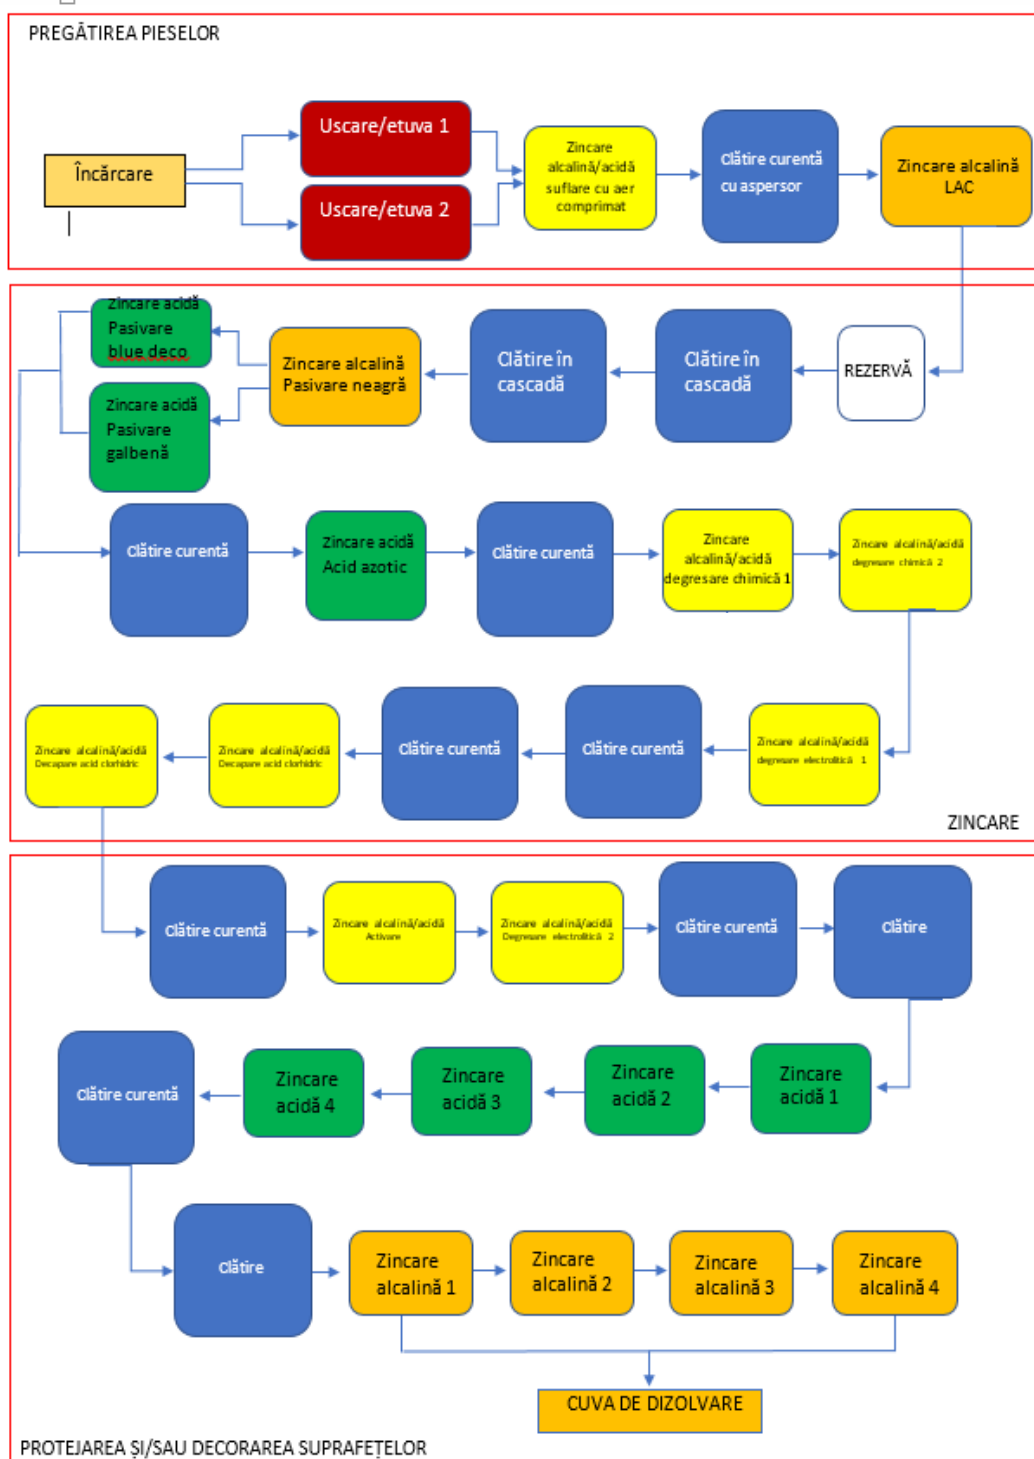 PREGĂTIREA PIESELOR
Încărcare
Uscare/etuva 1
Uscare/etuva 2
Zincare
alcalină/acidă
suflare cu aer
comprimat
Clătire curentă
cu aspersor
Zincare alcalină
LAC
REZERVĂ
Clătire în
cascadă
Clătire în
cascadă
Zincare alcalină
Pasivare neagră
Zincare acidă
Pasivare
blue deco
Zincare acidă
Pasivare
galbenă
Clătire curentă
Zincare acidă
Acid azotic
Clătire curentă
Zincare
alcalină/acidă
degresare chimică 1
Zincare alcalină/acidă
degresare chimică 2
Zincare alcalină/acidă
degresare electrolitică 1
Clătire curentă
Clătire curentă
Zincare alcalină/acidă
Decapare acid clorhidric
Zincare alcalină/acidă
Decapare acid clorhidric
ZINCARE
Clătire curentă
Zincare alcalină/acidă
Activare
Zincare alcalină/acidă
Degresare electrolitică 2
Clătire curentă
Clătire
Zincare
acidă 1
Zincare
acidă 2
Zincare
acidă 3
Zincare
acidă 4
Clătire curentă
Clătire
Zincare
alcalină 1
Zincare
alcalină 2
Zincare
alcalină 3
Zincare
alcalină 4
CUVA DE DIZOLVARE
PROTEJAREA ȘI/SAU DECORAREA SUPRAFEȚELOR